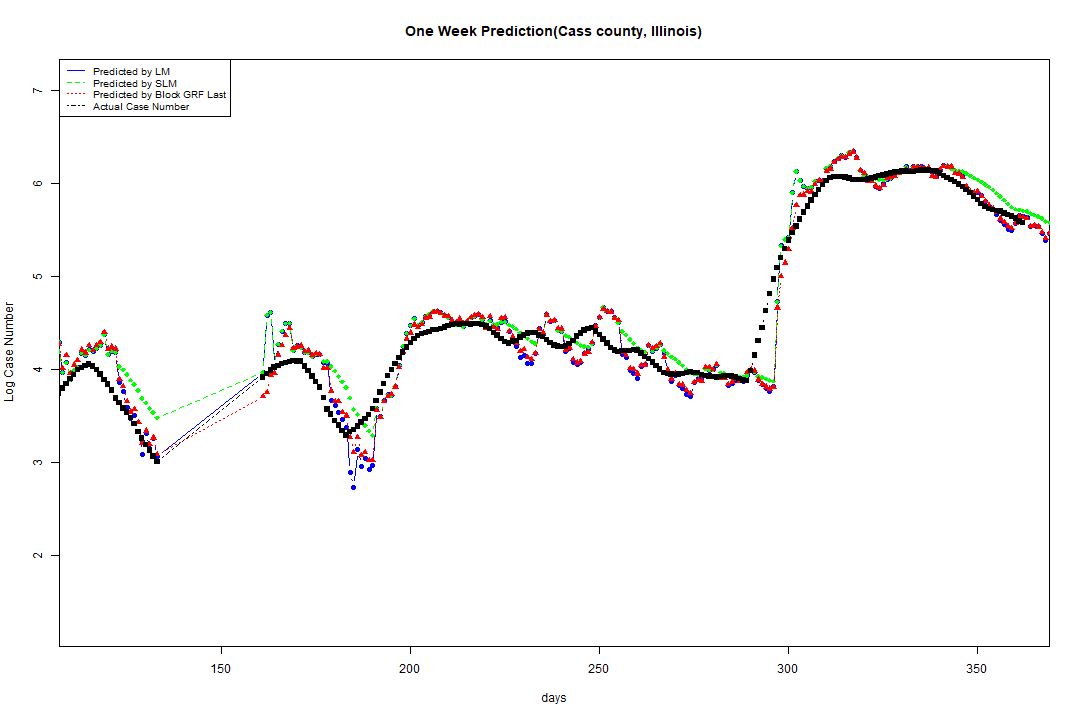 One Week Prediction(Cass county, Illinois)
Predicted by LM
Predicted by SLM
Predicted by Block GRF Last
Actual Case Number
7
6
5
4
3
2
Log Case Number
150 200 250 300 350
days